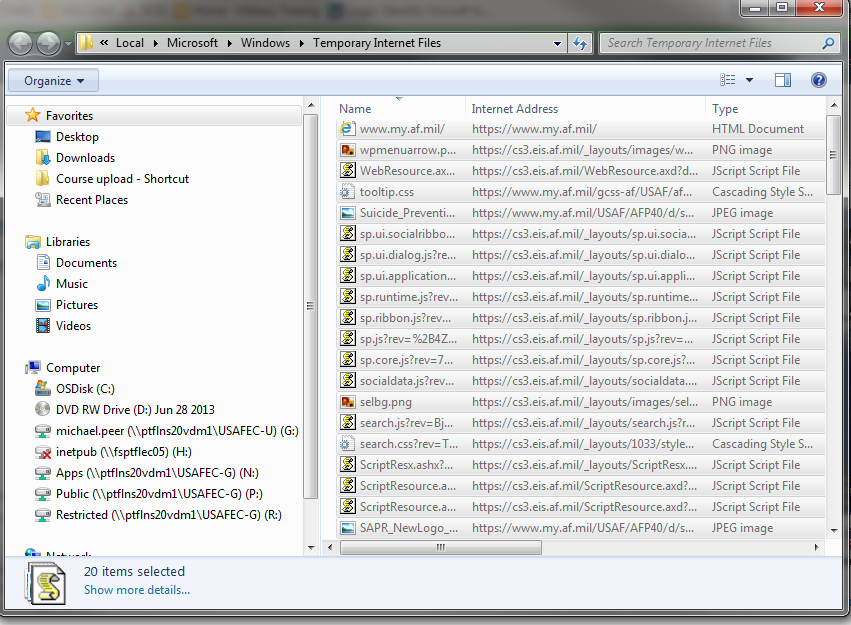 « Local ▸ Microsoft ▸ Windows ▸ Temporary Internet Files
Search Temporary Internet Files
Organize
Favorites
Desktop
Downloads
Course upload - Shortcut
Recent Places
Libraries
Documents
Music
Pictures
Videos
Computer
OSDisk (C:)
DVD RW Drive (D:) Jun 28 2013
michael.peer (\\ptflns20vdm1\USAFEC-U) (G:)
inetpub (\\fsptflec05) (H:)
Apps (\\ptflns20vdm1\USAFEC-G) (N:)
Public (\\ptflns20vdm1\USAFEC-G) (P:)
Restricted (\\ptflns20vdm1\USAFEC-G) (R:)
Network
Name Internet Address Type
www.my.af.mil/ https://www.my.af.mil/ HTML Document
wpmenuarrow.p... https://cs3.eis.af.mil/_layouts/images/w... PNG image
WebResource.ax... https://cs3.eis.af.mil/WebResource.axd?d... JScript Script File
tooltip.css https://www.my.af.mil/gcss-af/USAF/af... Cascading Style S...
Suicide_Preventi... https://www.my.af.mil/USAF/AFP40/d/s... JPEG image
sp.ui.socialribbo... https://cs3.eis.af.mil/_layouts/sp.ui.socia... JScript Script File
sp.ui.dialog.js?re... https://cs3.eis.af.mil/_layouts/sp.ui.dialo... JScript Script File
sp.ui.application... https://cs3.eis.af.mil/_layouts/sp.ui.appli... JScript Script File
sp.runtime.js?rev... https://cs3.eis.af.mil/_layouts/sp.runtime... JScript Script File
sp.ribbon.js?rev... https://cs3.eis.af.mil/_layouts/sp.ribbon.j... JScript Script File
sp.js?rev=%2B4Z... https://cs3.eis.af.mil/_layouts/sp.js?rev=... JScript Script File
sp.core.js?rev=7... https://cs3.eis.af.mil/_layouts/sp.core.js?... JScript Script File
socialdata.js?rev... https://cs3.eis.af.mil/_layouts/socialdata.... JScript Script File
selbg.png https://cs3.eis.af.mil/_layouts/images/sel... PNG image
search.js?rev=Bj... https://cs3.eis.af.mil/_layouts/search.js?r... JScript Script File
search.css?rev=T... https://cs3.eis.af.mil/_layouts/1033/style... Cascading Style S...
ScriptResx.ashx?... https://cs3.eis.af.mil/_layouts/ScriptResx.... JScript Script File
ScriptResource.a... https://cs3.eis.af.mil/ScriptResource.axd?... JScript Script File
ScriptResource.a... https://cs3.eis.af.mil/ScriptResource.axd?... JScript Script File
SAPR_NewLogo_... https://www.my.af.mil/USAF/AFP40/d/s... JPEG image
20 items selected
Show more details...